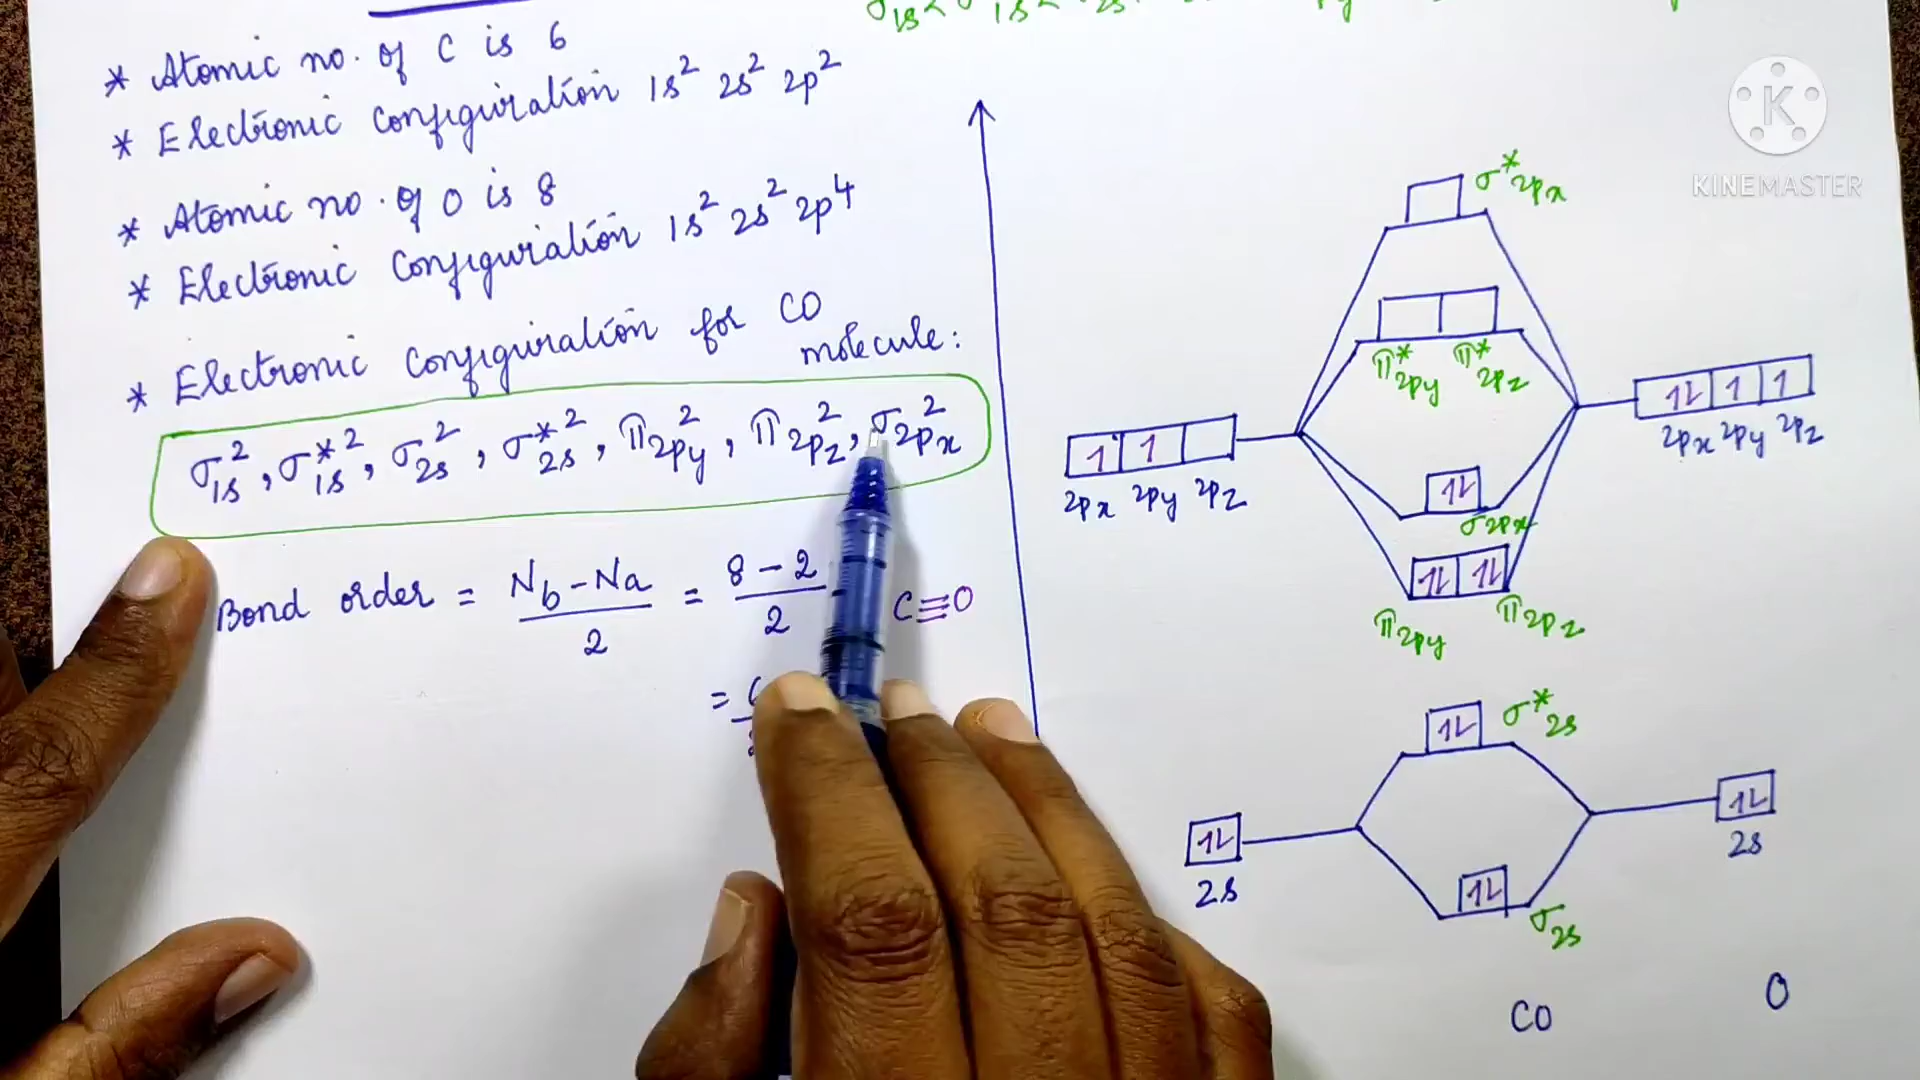 * Atomic no. of C is 6
* Electronic configuration 1s² 2s² 2p²
* Atomic no. of O is 8
* Electronic configuration 1s² 2s² 2p⁴
* Electronic configuration for CO
molecule:
σ1s², σ*1s², σ2s², σ*2s², π2py², π2pz², σ2px²
Bond order = Nb-Na/2 = 8-2/2
C≡O
=
σ*2px
π*2py π*2pz
1 1
2px 2py 2pz
1L 1 1
2px 2py 2pz
1L
σ2px
1L 1L
π2py π2pz
1L σ*2s
1L
2s
1L
2s
1L
σ2s
CO
O
K
KINEMASTER